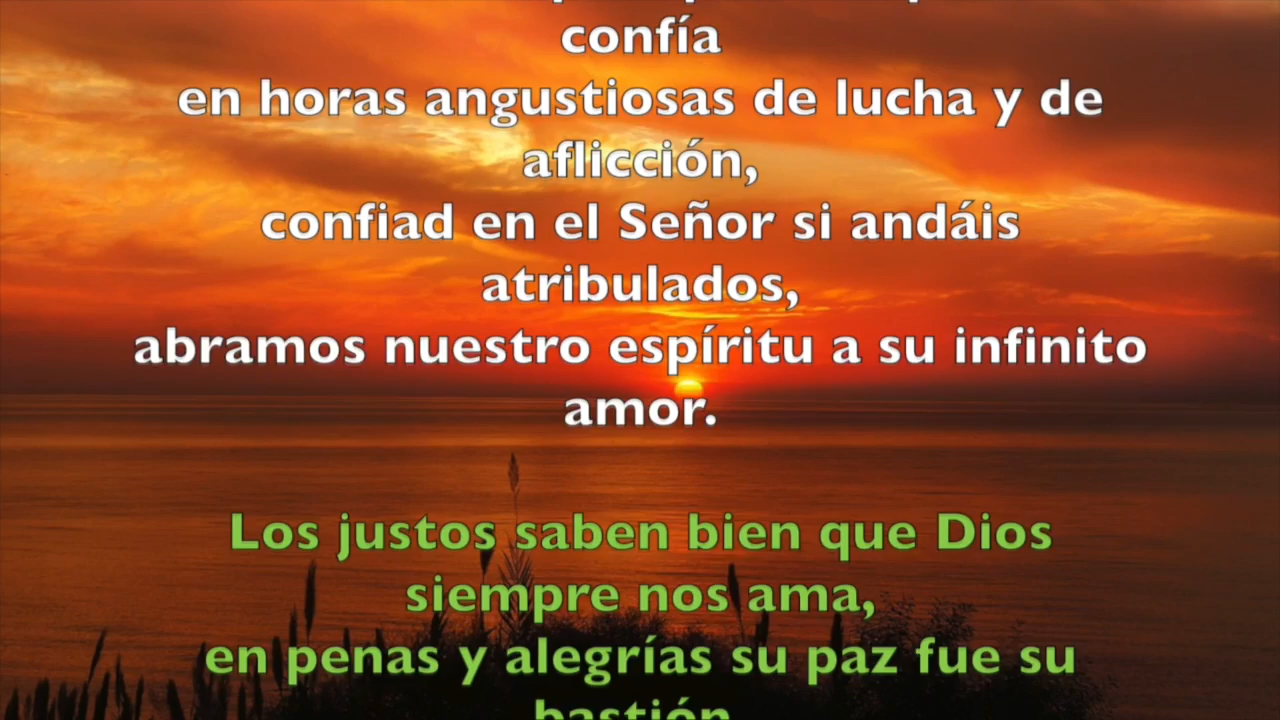 confía
en horas angustiosas de lucha y de
aflicción,
confiad en el Señor si andáis
atribulados,
abramos nuestro espíritu a su infinito
amor.
Los justos saben bien que Dios
siempre nos ama,
en penas y alegrías su paz fue su
bastión